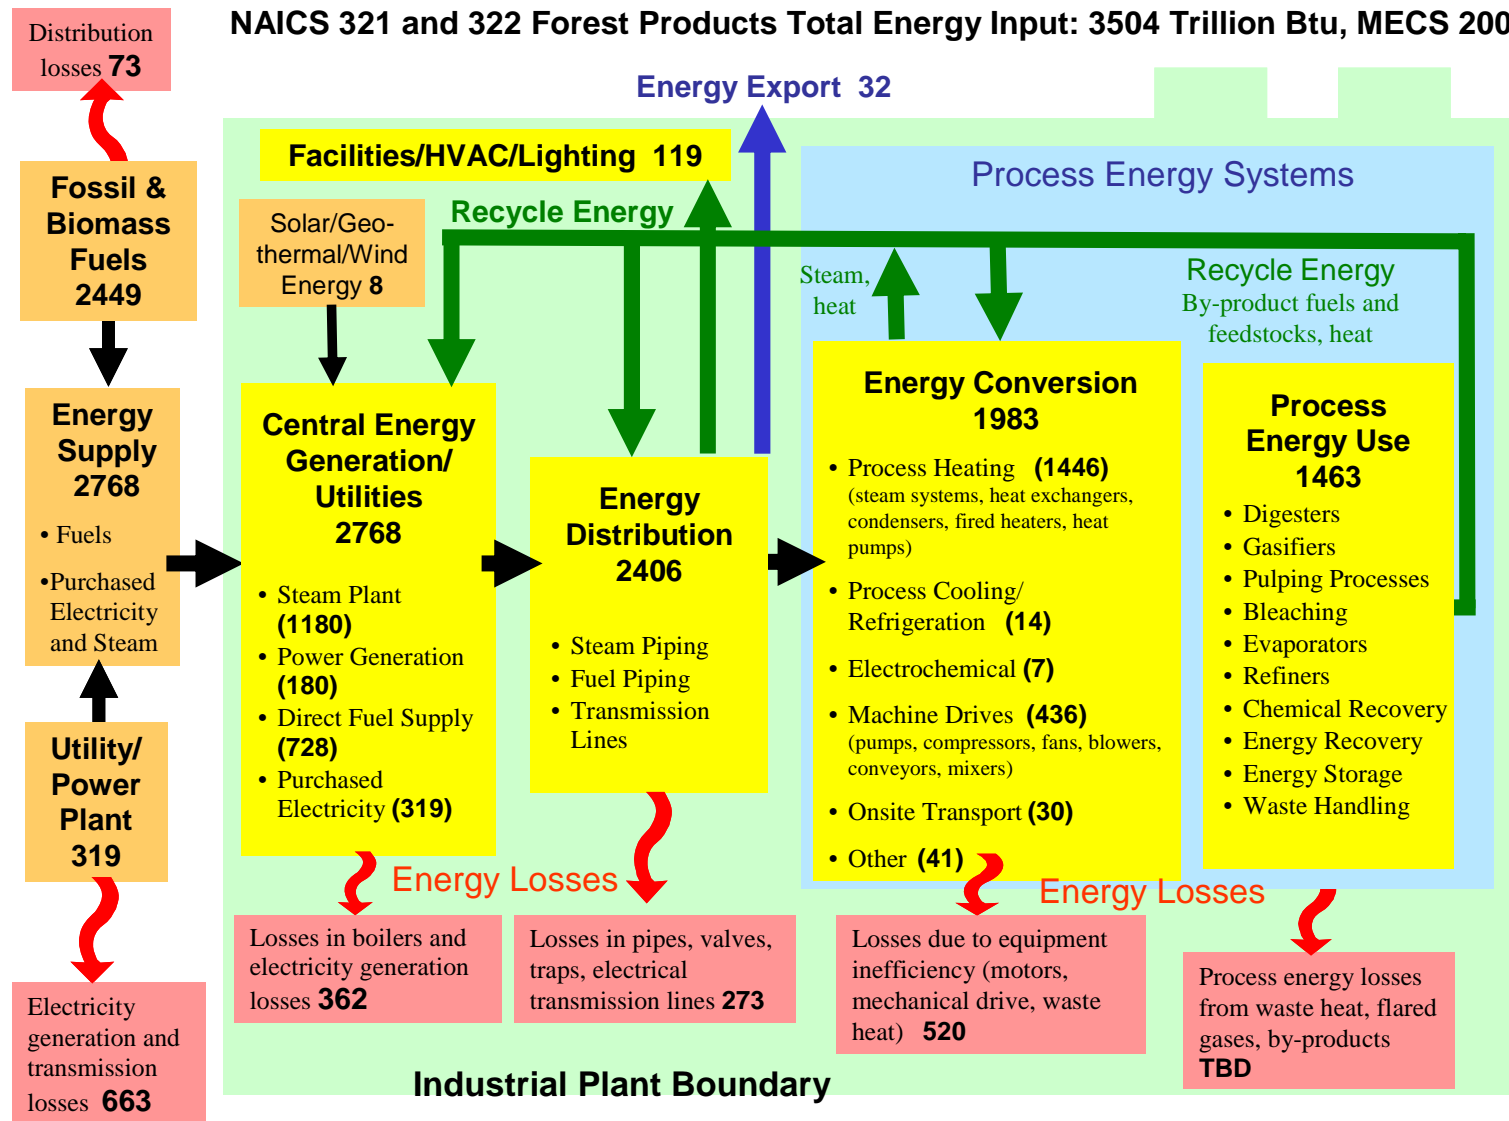 NAICS 321 and 322 Forest Products Total Energy Input: 3504 Trillion Btu, MECS 200
Distribution
losses 73
Energy Export 32
Facilities/HVAC/Lighting 119
Process Energy Systems
Fossil &
Biomass
Fuels
2449
Solar/Geo-
thermal/Wind
Energy 8
Recycle Energy
Steam,
heat
Recycle Energy
By-product fuels and
feedstocks, heat
Energy
Supply
2768
• Fuels
•Purchased
Electricity
and Steam
Central Energy
Generation/
Utilities
2768
• Steam Plant
(1180)
• Power Generation
(180)
• Direct Fuel Supply
(728)
• Purchased
Electricity (319)
Energy
Distribution
2406
• Steam Piping
• Fuel Piping
• Transmission
Lines
Energy Conversion
1983
• Process Heating (1446)
(steam systems, heat exchangers,
condensers, fired heaters, heat
pumps)
• Process Cooling/
Refrigeration (14)
• Electrochemical (7)
• Machine Drives (436)
(pumps, compressors, fans, blowers,
conveyors, mixers)
• Onsite Transport (30)
• Other (41)
Process
Energy Use
1463
• Digesters
• Gasifiers
• Pulping Processes
• Bleaching
• Evaporators
• Refiners
• Chemical Recovery
• Energy Recovery
• Energy Storage
• Waste Handling
Utility/
Power
Plant
319
Energy Losses
Energy Losses
Electricity
generation and
transmission
losses 663
Losses in boilers and
electricity generation
losses 362
Losses in pipes, valves,
traps, electrical
transmission lines 273
Losses due to equipment
inefficiency (motors,
mechanical drive, waste
heat) 520
Process energy losses
from waste heat, flared
gases, by-products
TBD
Industrial Plant Boundary